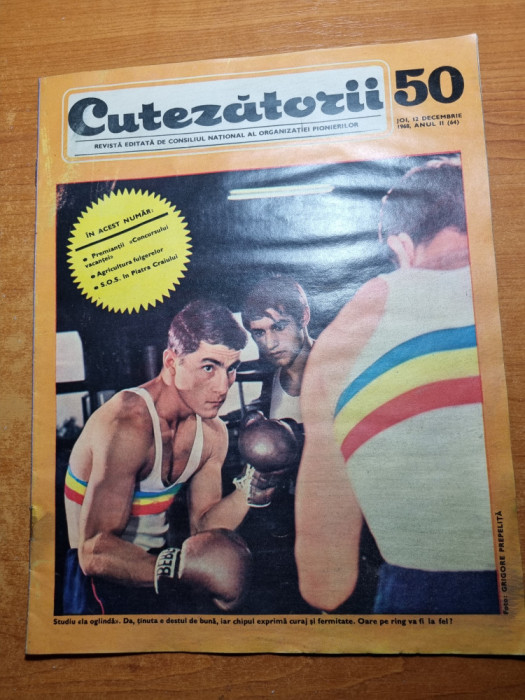 Cutezătorii
50
REVISTĂ EDITATĂ DE CONSILIUL NAȚIONAL AL ORGANIZAȚIEI PIONIERILOR
JOI, 12 DECEMBRIE
1968, ANUL II (64)
ÎN ACEST NUMĂR:
• Premianții «Concursului
vacanței»
• Agricultura fulgerelor
• S.O.S. în Piatra Craiului
BEBE
Foto: GRIGORE PREPELIȚĂ
Studiu «la oglindă». Da, ținuta e destul de bună, iar chipul exprimă curaj și fermitate. Oare pe ring va fi la fel?